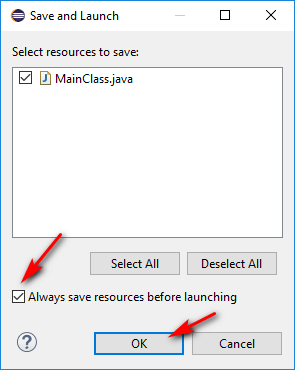 Save and Launch
Select resources to save:
MainClass.java
Select All Deselect All
Always save resources before launching
OK Cancel